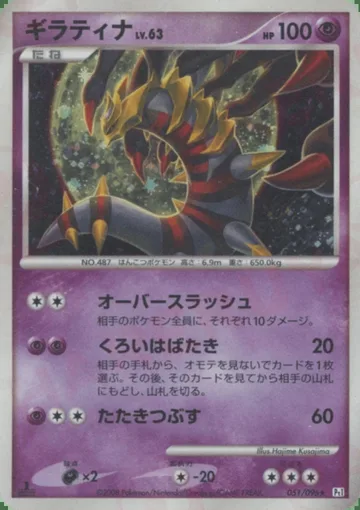 ギラティナ LV.63 HP 100
たね
NO.487 はんこつポケモン 高さ : 6.9m 重さ : 650.0kg
オーバースラッシュ
相手のポケモン全員に、それぞれ10ダメージ。
くろいはばたき 20
相手の手札から、オモテを見ないでカードを1枚
選ぶ。その後、そのカードを見てから相手の山札
にもどし、山札を切る。
たたきつぶす 60
Illus.Hajime Kusajima
弱点 ×2 抵抗力 -20
©2008 Pokémon/Nintendo/Creatures/GAME FREAK.
051/096★ Pt1